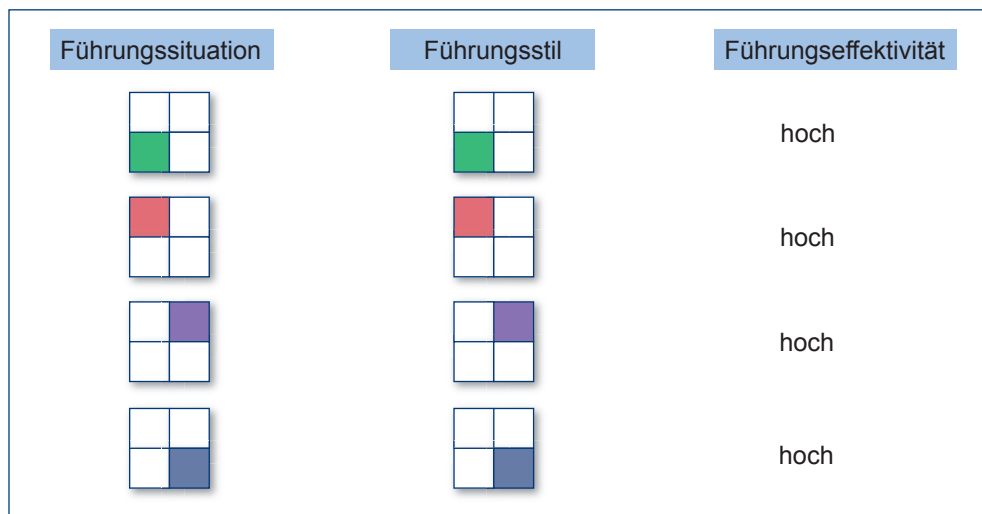 Führungssituation
Führungsstil
Führungseffektivität
hoch
hoch
hoch
hoch